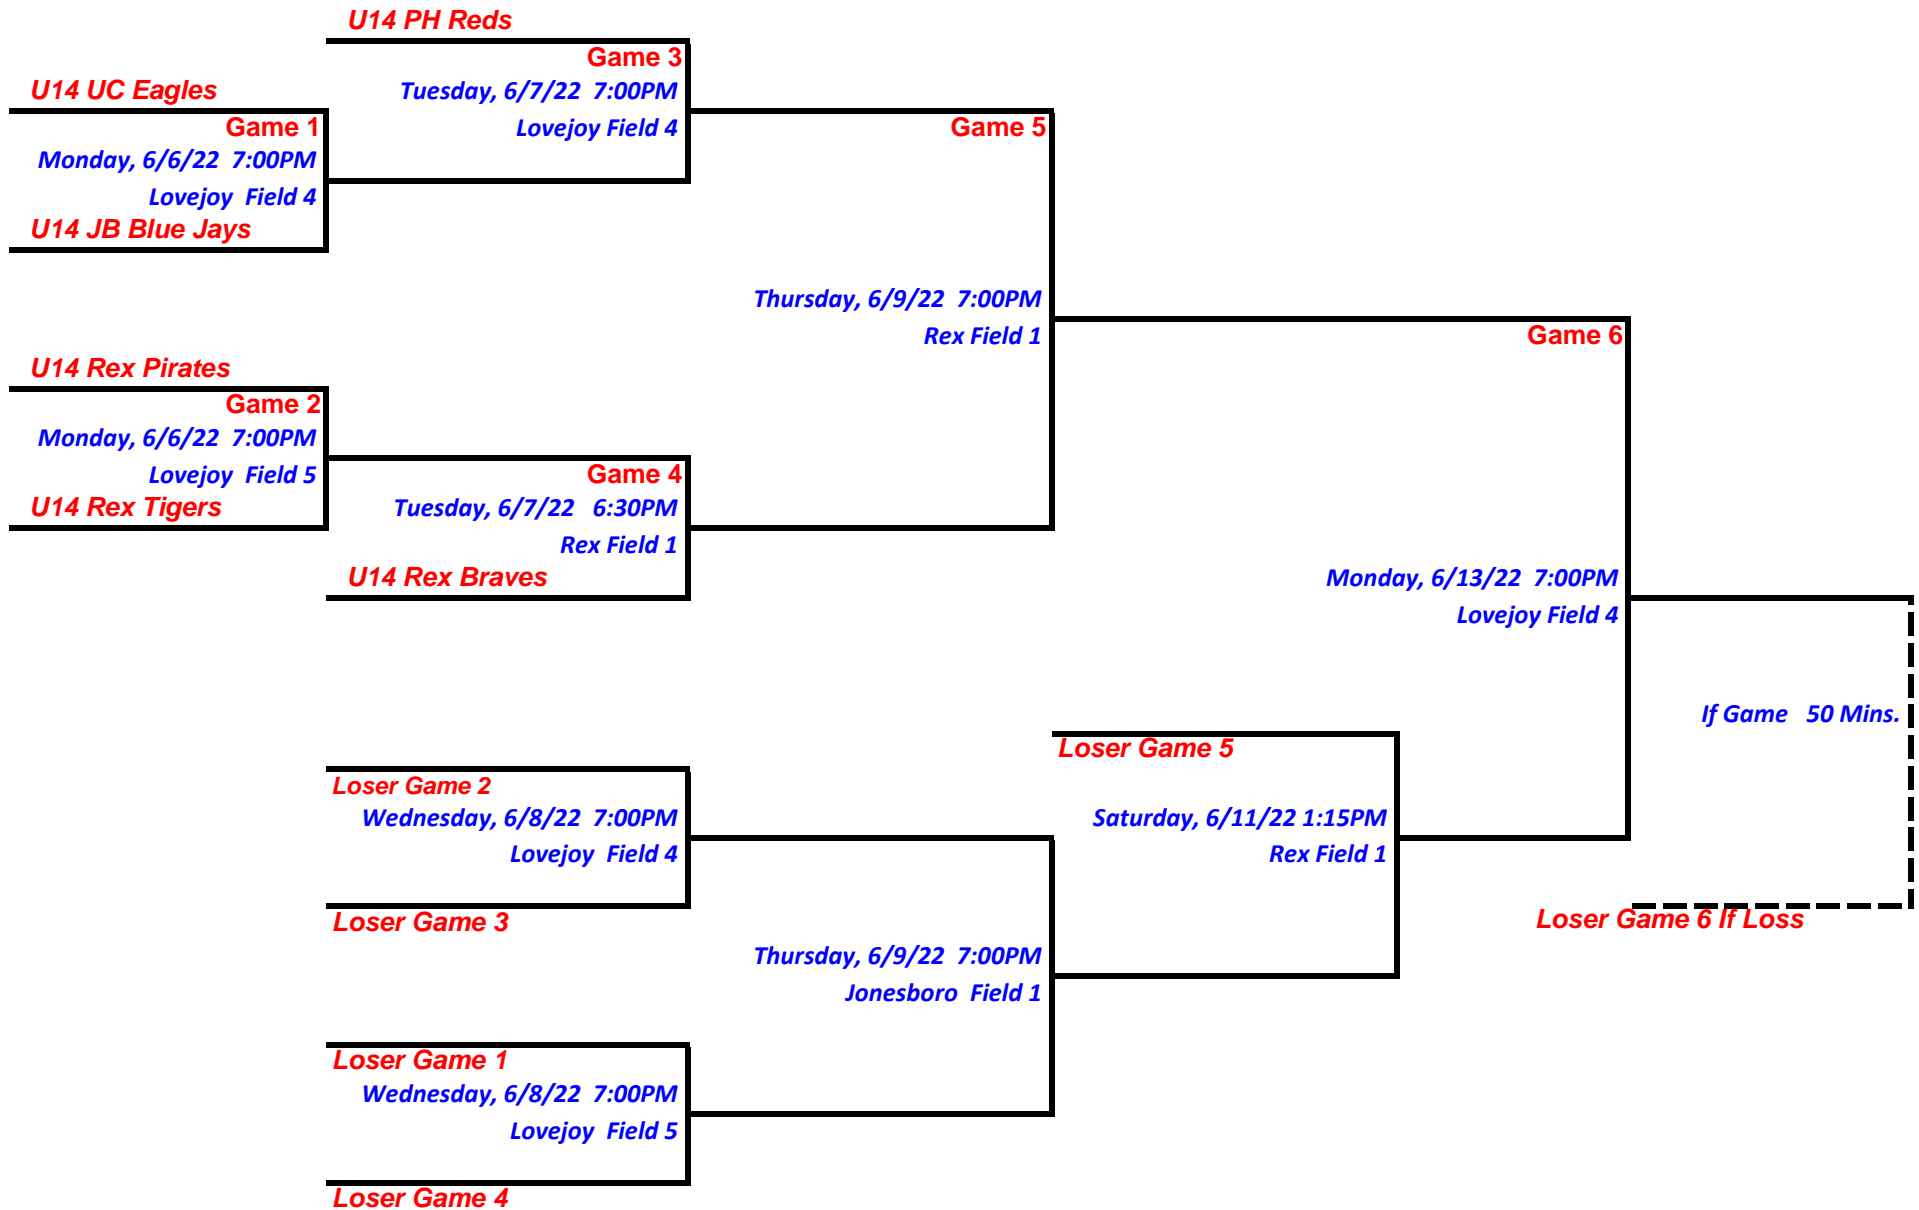 U14 PH Reds
Game 3
Tuesday, 6/7/22 7:00PM
Lovejoy Field 4
U14 UC Eagles
Game 1
Monday, 6/6/22 7:00PM
Lovejoy Field 4
U14 JB Blue Jays
Game 5
Thursday, 6/9/22 7:00PM
Rex Field 1
U14 Rex Pirates
Game 2
Monday, 6/6/22 7:00PM
Lovejoy Field 5
U14 Rex Tigers
Game 4
Tuesday, 6/7/22 6:30PM
Rex Field 1
U14 Rex Braves
Game 6
Monday, 6/13/22 7:00PM
Lovejoy Field 4
If Game 50 Mins.
Loser Game 6 If Loss
Loser Game 5
Saturday, 6/11/22 1:15PM
Rex Field 1
Loser Game 2
Wednesday, 6/8/22 7:00PM
Lovejoy Field 4
Loser Game 3
Thursday, 6/9/22 7:00PM
Jonesboro Field 1
Loser Game 1
Wednesday, 6/8/22 7:00PM
Lovejoy Field 5
Loser Game 4